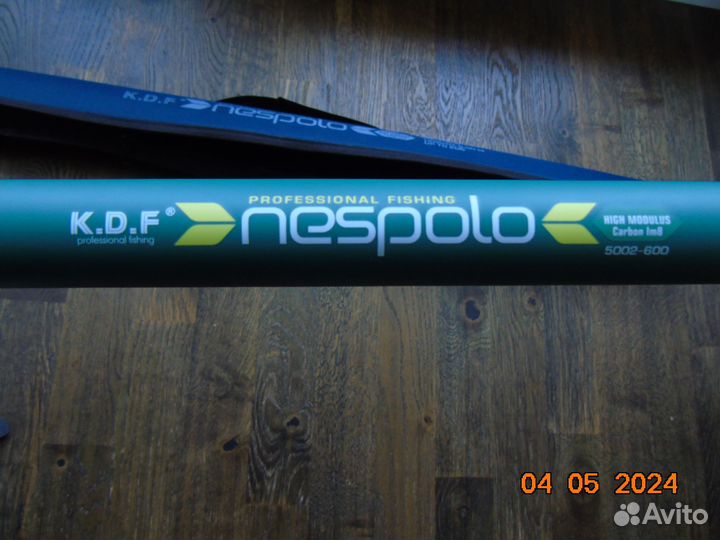 K.D.F nespolo
PROFESSIONAL FISHING
K.D.F® nespolo
professional fishing
HIGH MODULUS
Carbon Im8
5002-600
04 05 2024
Avito